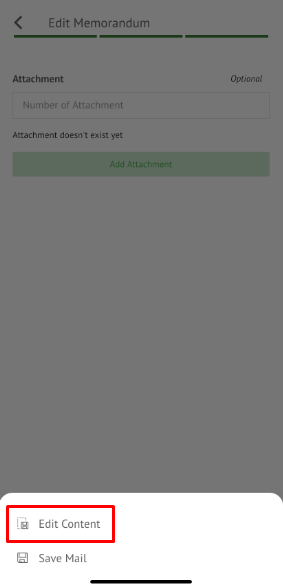 Edit Memorandum
Attachment Optional
Number of Attachment
Attachment doesn't exist yet
Add Attachment
Edit Content
Save Mail